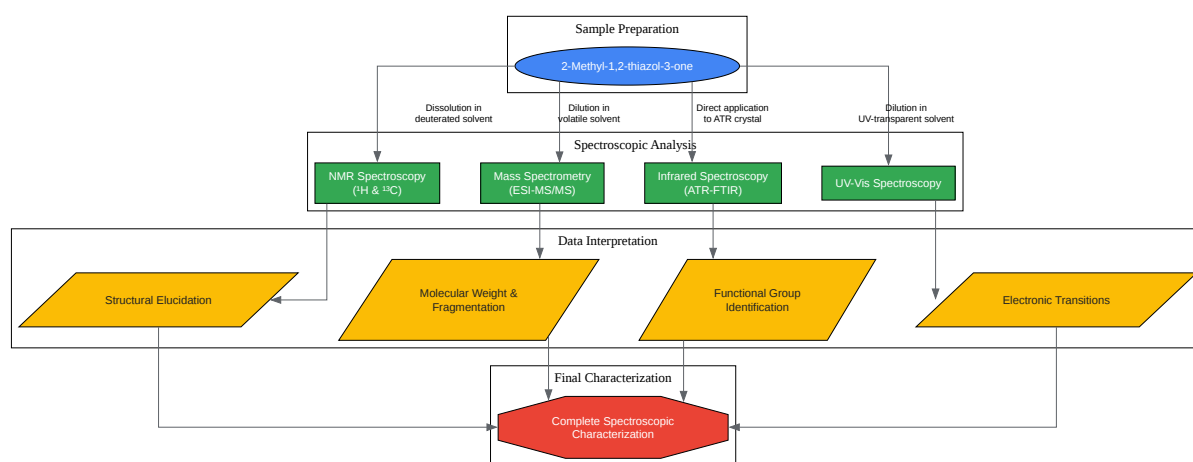 Sample Preparation
2-Methyl-1,2-thiazol-3-one
Dissolution in
deuterated solvent
Dilution in
volatile solvent
Direct application
to ATR crystal
Dilution in
UV-transparent solvent
Spectroscopic Analysis
NMR Spectroscopy
(¹H & ¹³C)
Mass Spectrometry
(ESI-MS/MS)
Infrared Spectroscopy
(ATR-FTIR)
UV-Vis Spectroscopy
Data Interpretation
Structural Elucidation
Molecular Weight &
Fragmentation
Functional Group
Identification
Electronic Transitions
Final Characterization
Complete Spectroscopic
Characterization